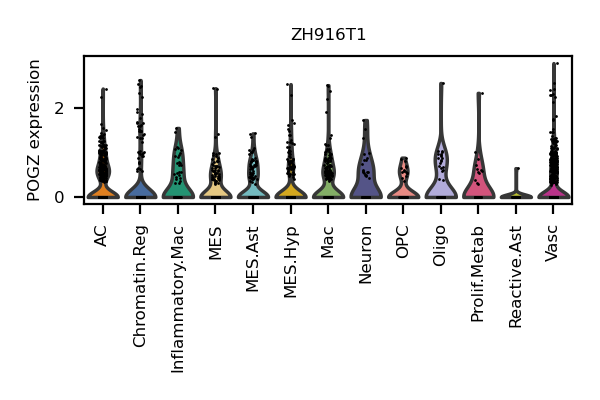 ZH916T1
POGZ expression
2
0
AC
Chromatin.Reg
Inflammatory.Mac
MES
MES.Ast
MES.Hyp
Mac
Neuron
OPC
Oligo
Prolif.Metab
Reactive.Ast
Vasc